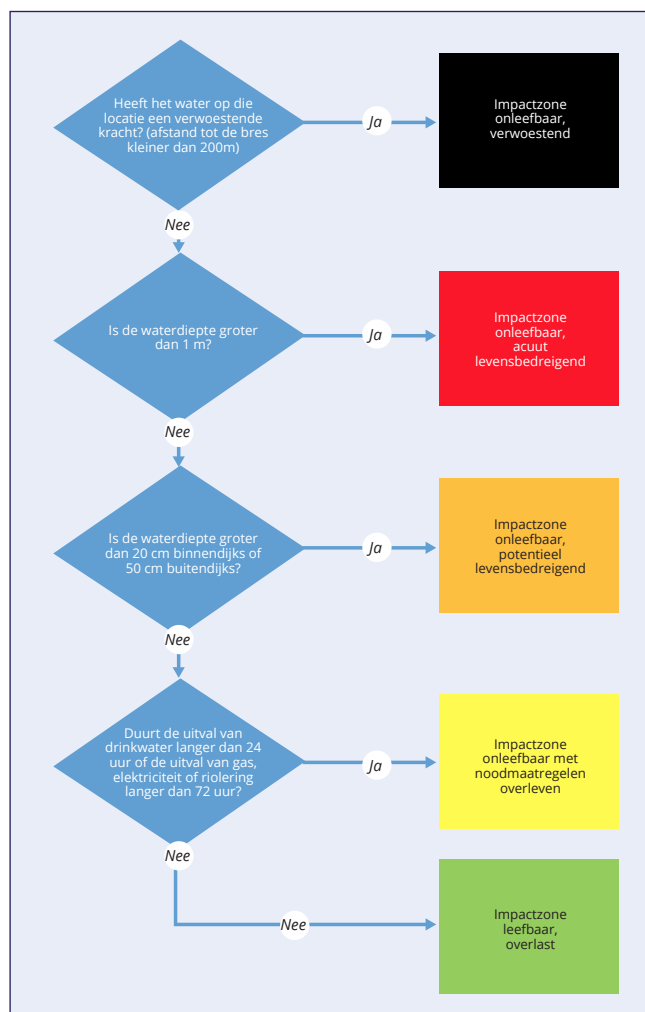 Heeft het water op die
locatie een verwoestende
kracht? (afstand tot de bres
kleiner dan 200m)
Ja
Impactzone
onleefbaar,
verwoestend
Nee
Is de waterdiepte groter
dan 1 m?
Ja
Impactzone
onleefbaar,
acuut
levensbedreigend
Nee
Is de waterdiepte groter
dan 20 cm binnendijks of
50 cm buitendijks?
Ja
Impactzone
onleefbaar,
potentieel
levensbedreigend
Nee
Duurt de uitval van
drinkwater langer dan 24
uur of de uitval van gas,
elektriciteit of riolering
langer dan 72 uur?
Ja
Impactzone
onleefbaar met
noodmaatregelen
overleven
Nee
Nee
Impactzone
leefbaar,
overlast